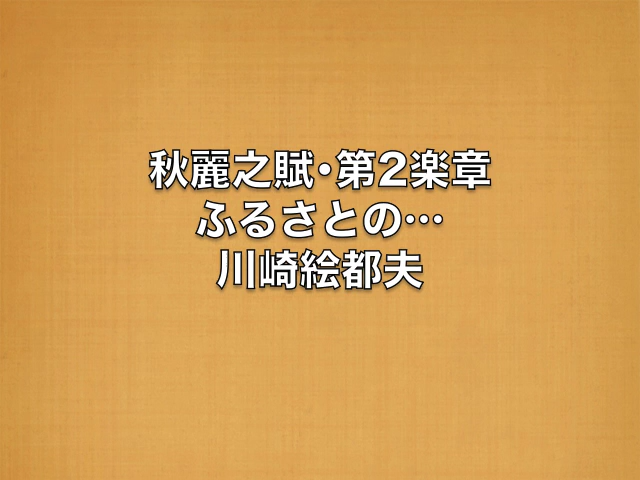 秋麗之賦・第2楽章
ふるさとの…
川崎絵都夫